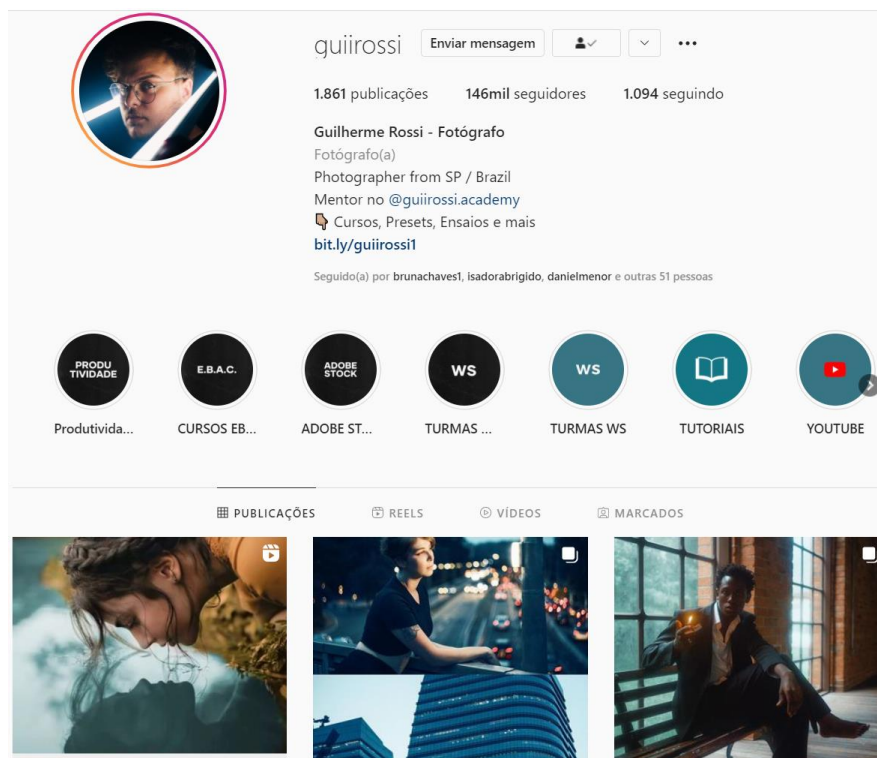 guiirossi Enviar mensagem
1.861 publicações 146mil seguidores 1.094 seguindo
Guilherme Rossi - Fotógrafo
Fotógrafo(a)
Photographer from SP / Brazil
Mentor no @guiirossi.academy
👇🏽 Cursos, Presets, Ensaios e mais
bit.ly/guiirossi1
Seguido(a) por brunachaves1, isadorabrigido, danielmenor e outras 51 pessoas
PRODU
TIVIDADE
E.B.A.C.
ADOBE
STOCK
WS
WS
Produtivida...
CURSOS EB...
ADOBE ST...
TURMAS ...
TURMAS WS
TUTORIAIS
YOUTUBE
PUBLICAÇÕES REELS VÍDEOS MARCADOS